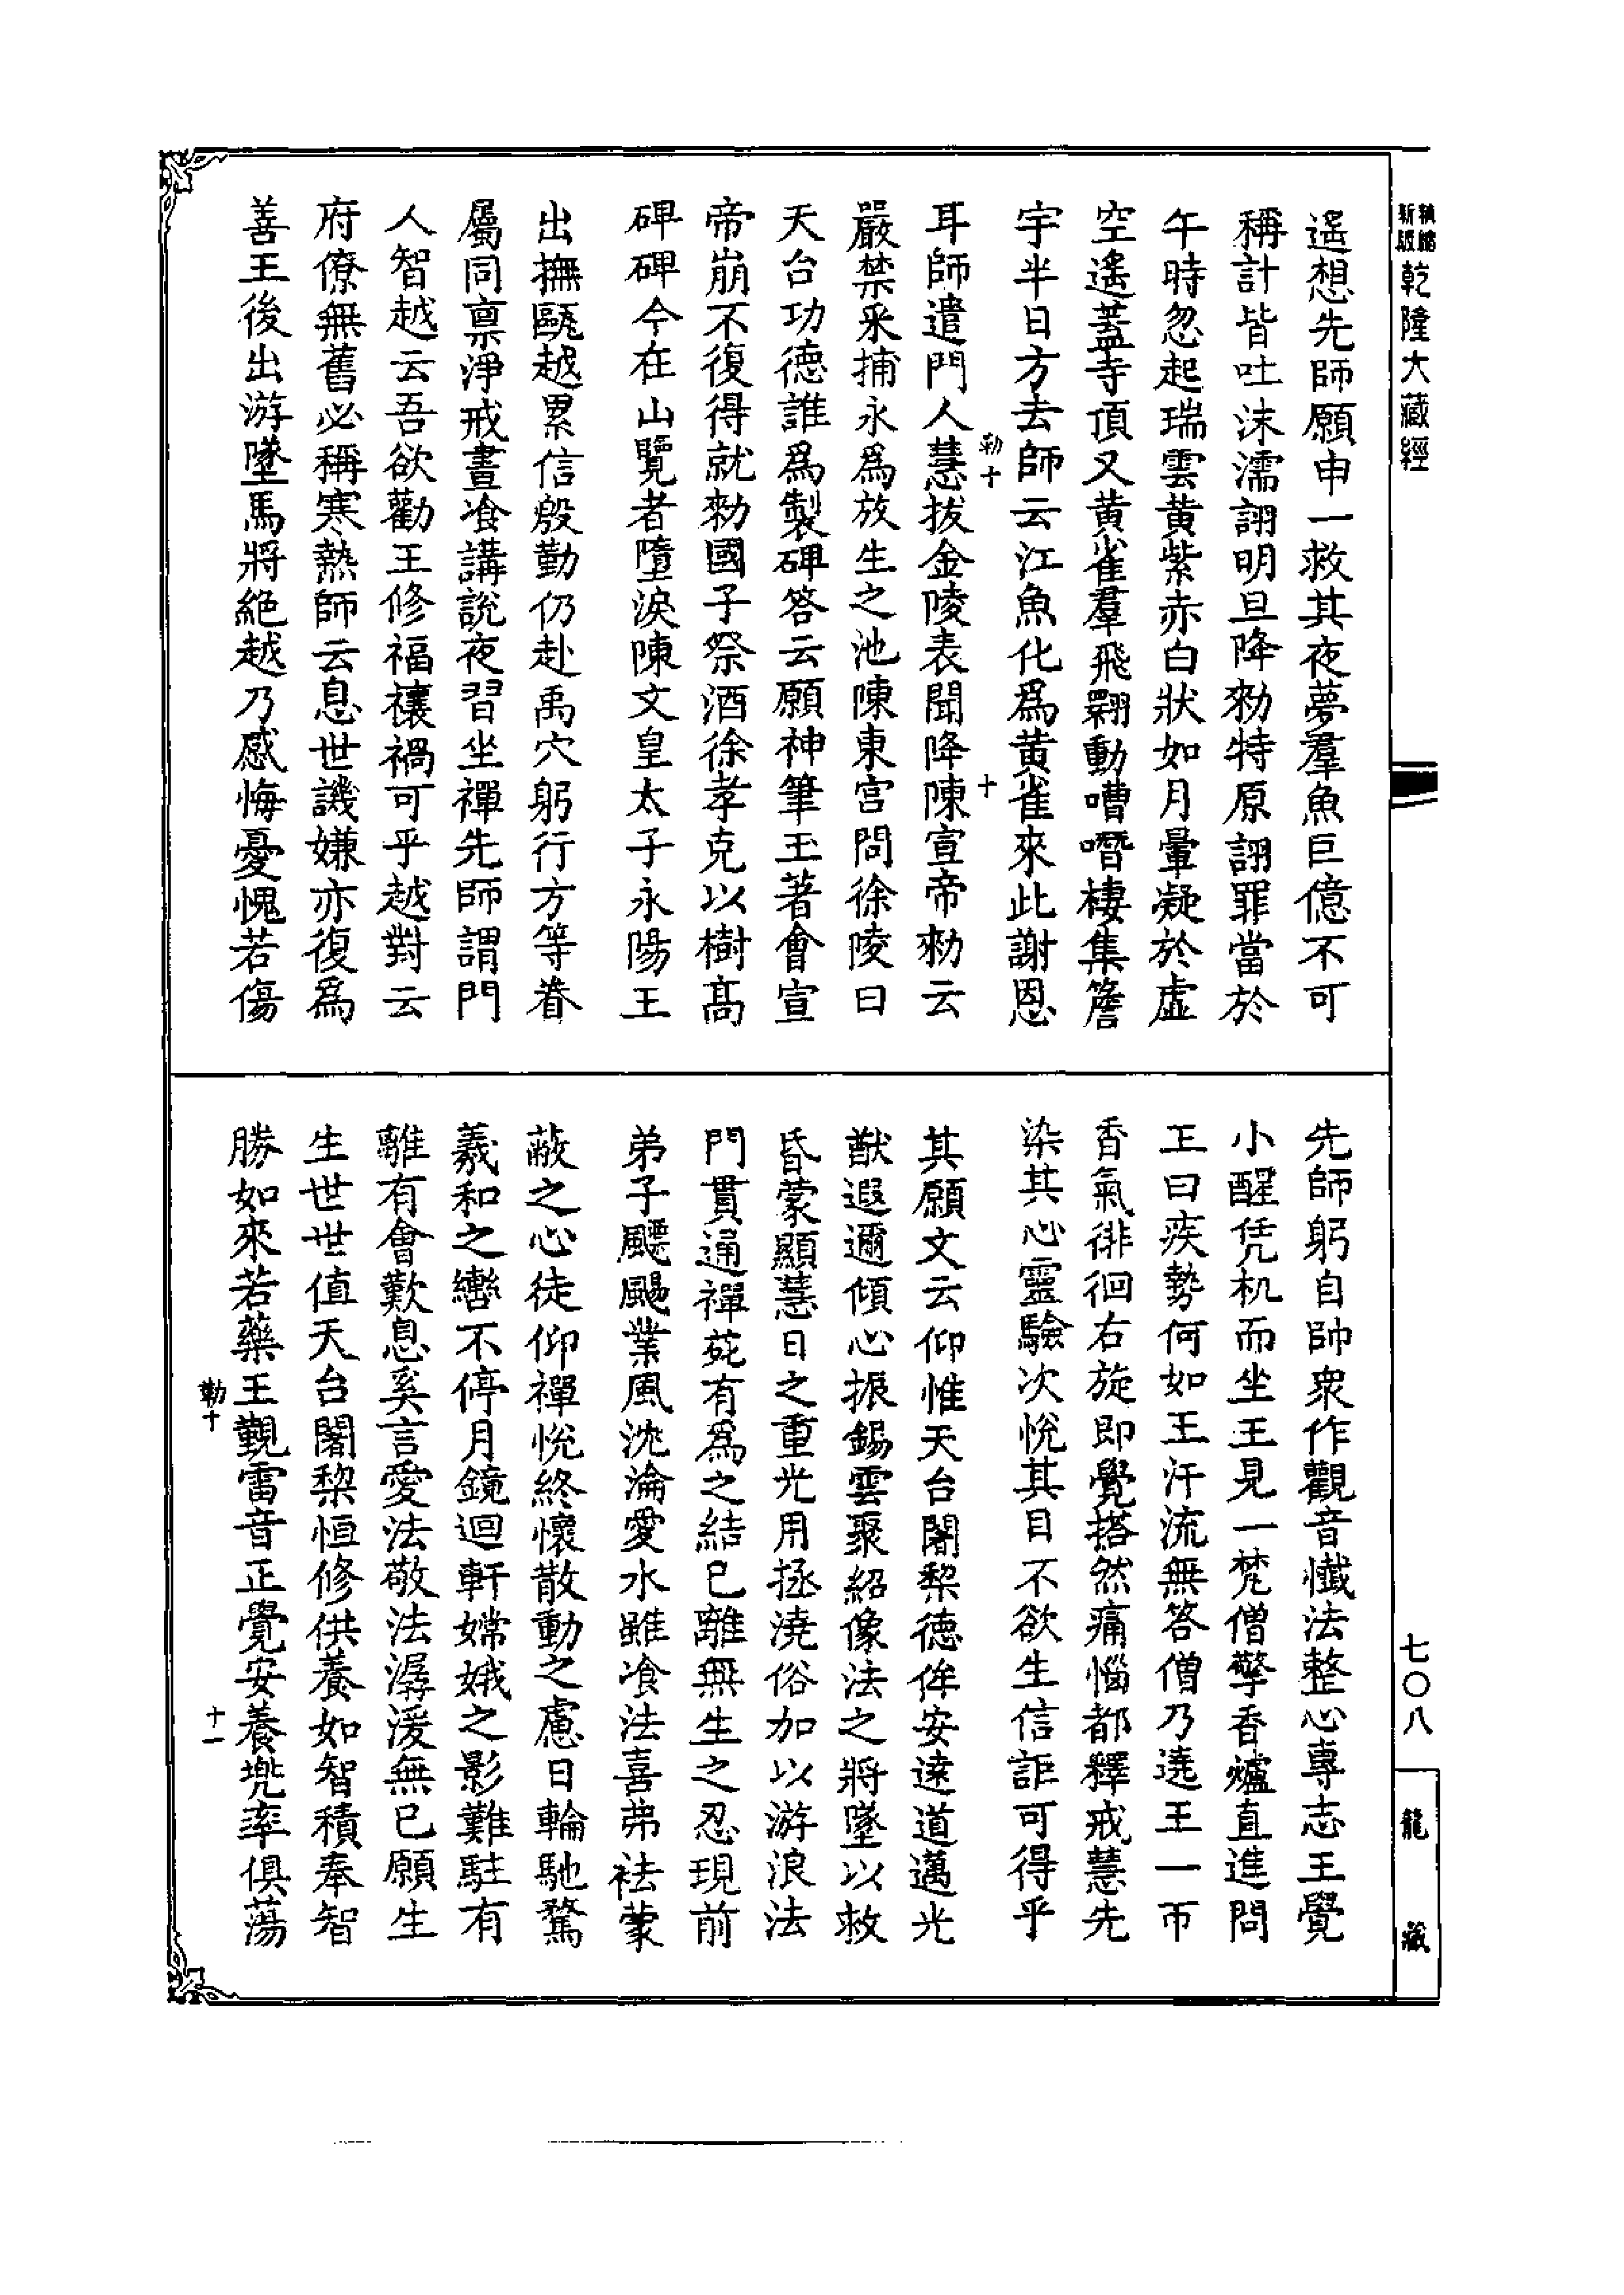 新縮
版精
乾隆大藏經
遙想先師願申一救其夜夢羣魚巨億不可
稱計皆吐沫濡詡明旦降勑特原詡罪當於
午時忽起瑞雲黃紫赤白狀如月暈凝於虛
空遙蓋寺頂又黃雀羣飛翾動嘈㗱棲集簷
宇半日方去師云江魚化爲黃雀來此謝恩
勒十
十
耳師遣門人慧拔金陵表聞降陳宣帝勑云
嚴禁采捕永爲放生之池陳東宮問徐陵曰
天台功德誰爲製碑答云願神筆玉著會宣
帝崩不復得就勑國子祭酒徐孝克以樹高
碑碑今在山覽者墮淚陳文皇太子永陽王
出撫甌越累信殷勤仍赴禹穴躬行方等眷
屬同稟淨戒晝飡講說夜習坐禪先師謂門
人智越云吾欲勸王修福禳禍可乎越對云
府僚無舊必稱寒熱師云息世譏嫌亦復爲
善王後出游墜馬將絕越乃感悔憂愧若傷
先師躬自帥衆作觀音懺法整心專志王覺
小醒凭机而坐王見一梵僧擎香爐直進問
王曰疾勢何如王汗流無答僧乃遶王一帀
香氣徘徊右旋即覺搭然痛惱都釋戒慧先
染其心靈驗次悅其目不欲生信詎可得乎
其願文云仰惟天台闍黎德侔安遠道邁光
猷遐邇傾心振錫雲聚紹像法之將墜以救
昏蒙顯慧日之重光用拯澆俗加以游浪法
門貫通禪苑有爲之結已離無生之忍現前
弟子飄颺業風沈淪愛水雖飡法喜弗袪蒙
蔽之心徒仰禪悅終懷散動之慮日輪馳騖
羲和之轡不停月鏡迴軒嫦娥之影難駐有
離有會歎息奚言愛法敬法潺湲無已願生
生世世值天台闍黎恒修供養如智積奉智
勝如來若藥王覲雷音正覺安養兜率俱蕩
勒十
十一
七〇八
龍藏